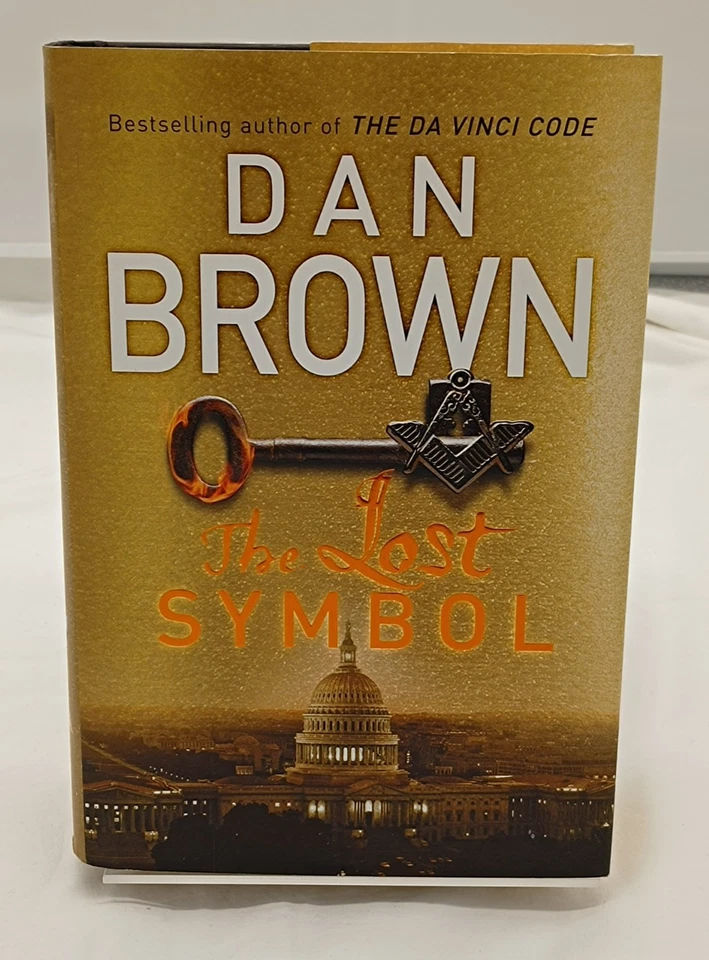 Bestselling author of THE DA VINCI CODE
DAN
BROWN
The Lost
SYMBOL